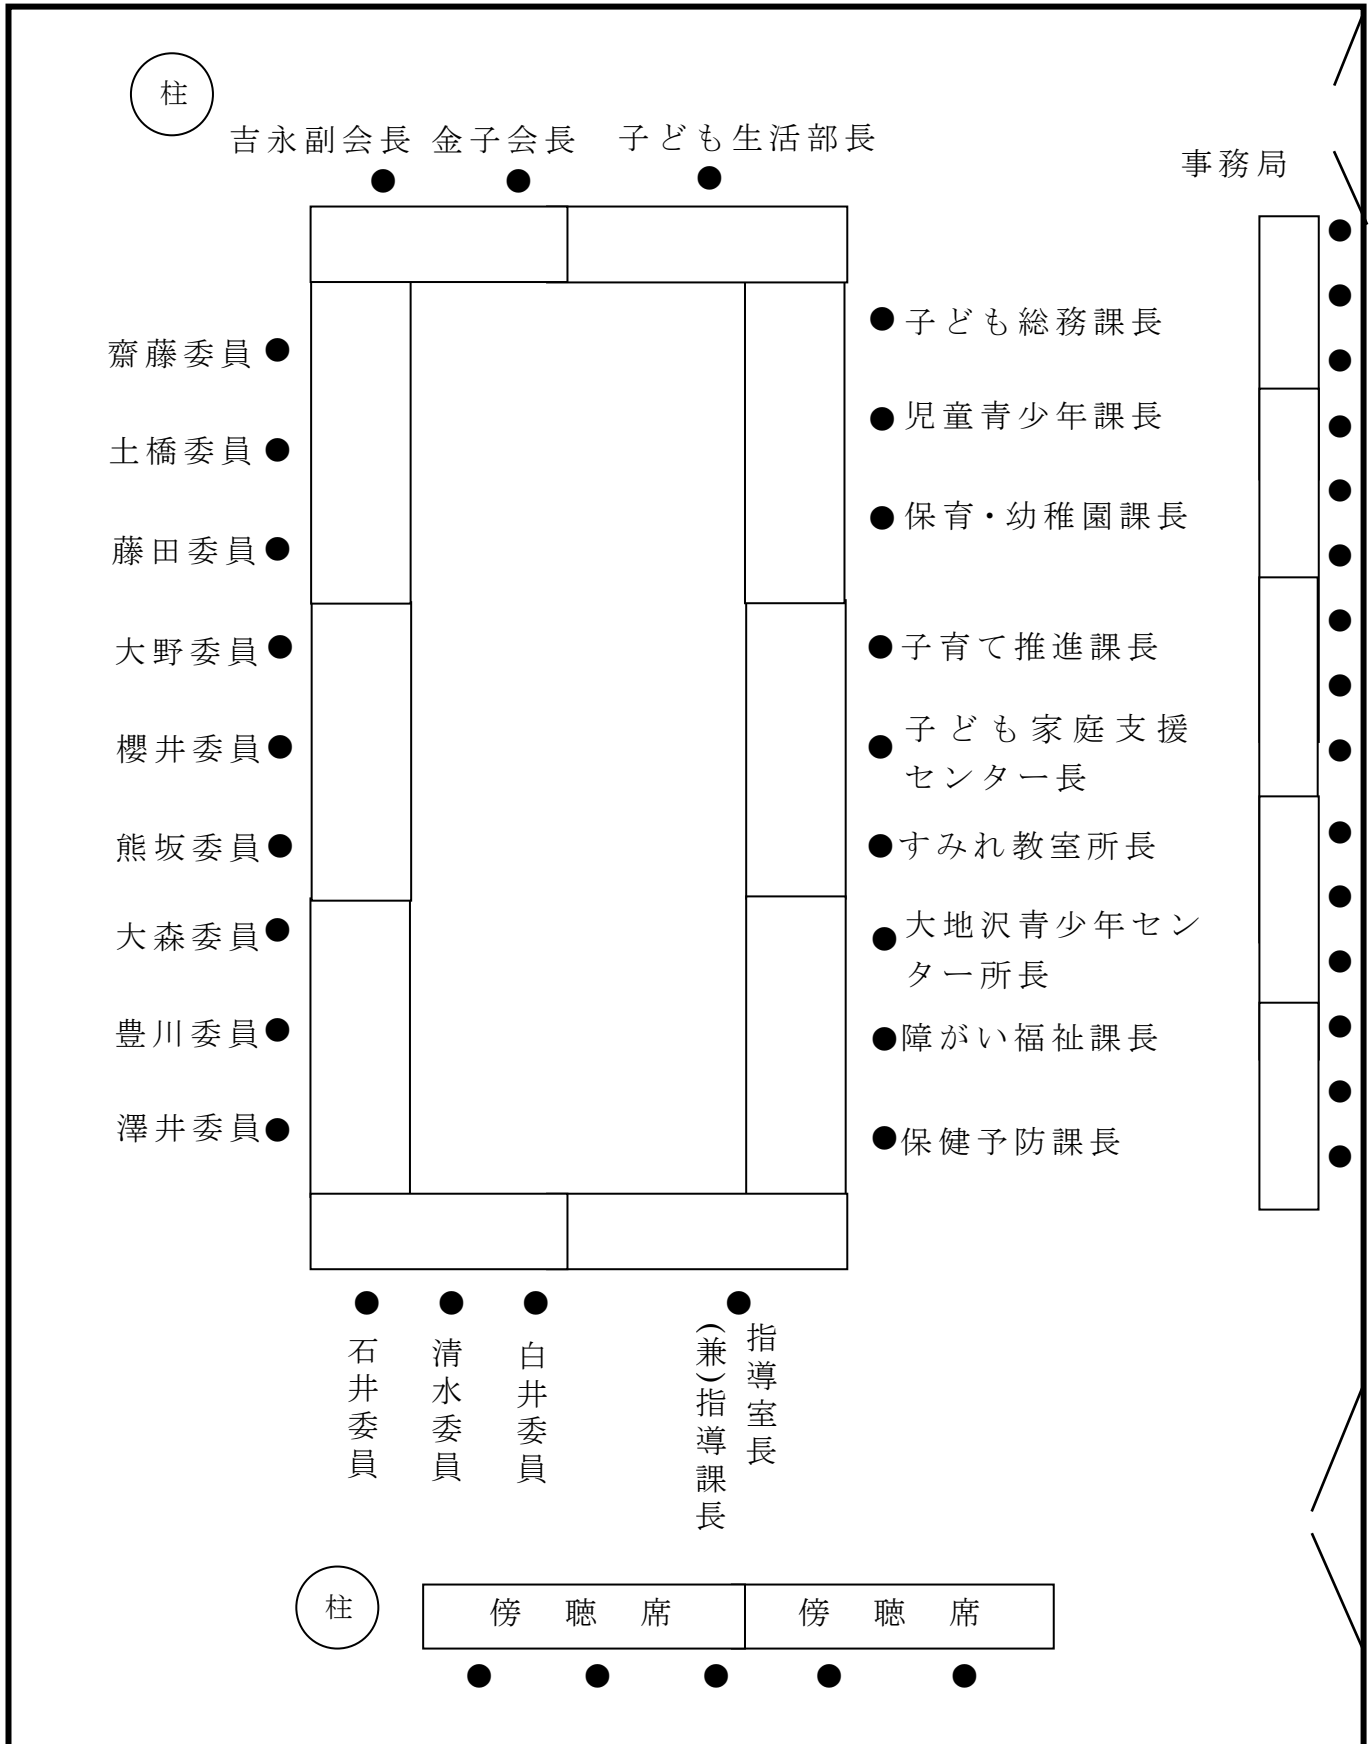 柱
吉永副会長 金子会長 子ども生活部長
事務局
齋藤委員
土橋委員
藤田委員
大野委員
櫻井委員
熊坂委員
大森委員
豊川委員
澤井委員
子ども総務課長
児童青少年課長
保育・幼稚園課長
子育て推進課長
子ども家庭支援
センター長
すみれ教室所長
大地沢青少年セン
ター所長
障がい福祉課長
保健予防課長
石井委員
清水委員
白井委員
指導室長
(兼)指導課長
柱
傍聴席 傍聴席